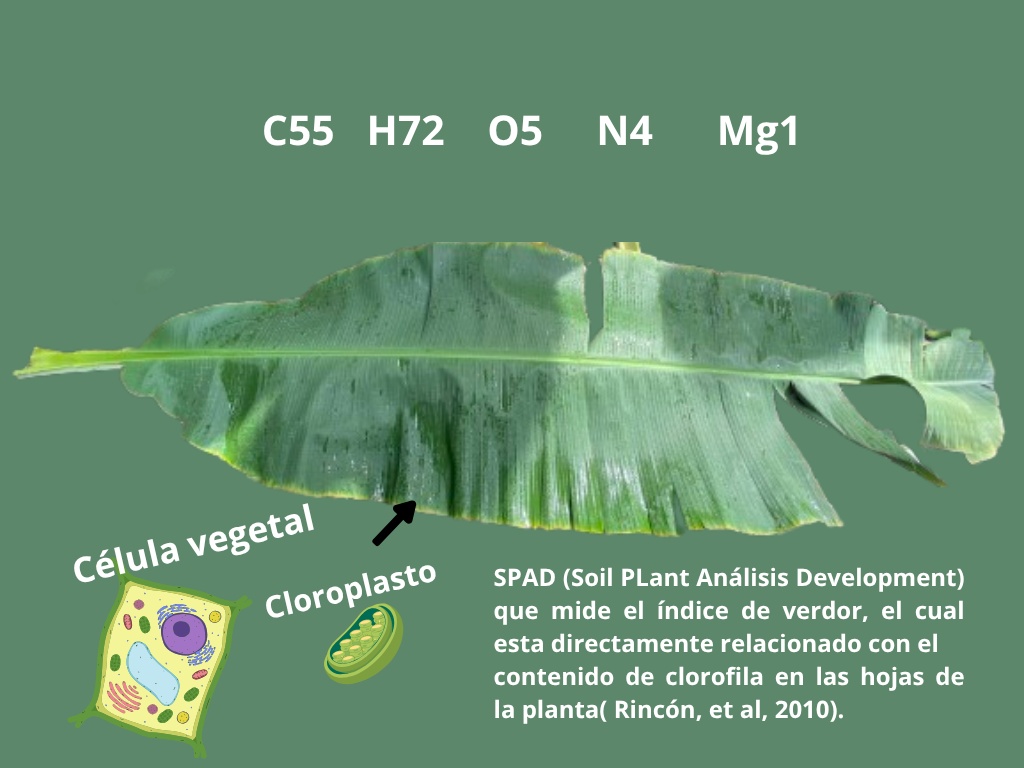 C55 H72 O5 N4 Mg1
Célula vegetal
Cloroplasto
SPAD (Soil PLant Análisis Development)
que mide el índice de verdor, el cual
esta directamente relacionado con el
contenido de clorofila en las hojas de
la planta( Rincón, et al, 2010).